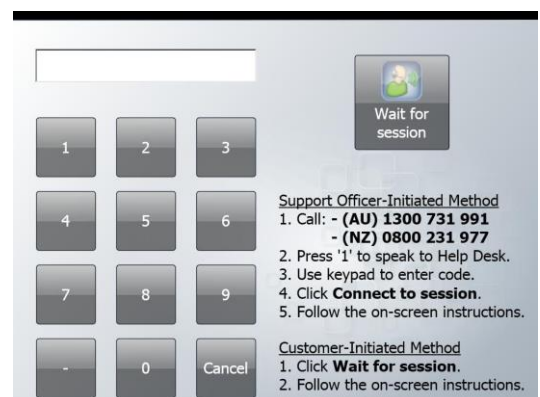 Wait for
session
1 2 3
4 5 6
7 8 9
- 0 Cancel
Support Officer-Initiated Method
1. Call: - (AU) 1300 731 991
- (NZ) 0800 231 977
2. Press '1' to speak to Help Desk.
3. Use keypad to enter code.
4. Click Connect to session.
5. Follow the on-screen instructions.
Customer-Initiated Method
1. Click Wait for session.
2. Follow the on-screen instructions.